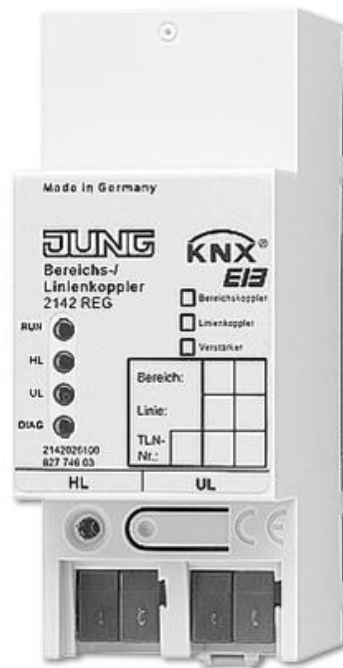 Made in Germany
JUNG
KNX®
EIB
Bereichs-/
Linienkoppler
2142 REG
Bereichskoppler
Linienkoppler
Verstärker
RUN
HL
UL
DIAG
Bereich:
Linie:
TLN-
Nr.:
827 746 03
HL
UL
CE